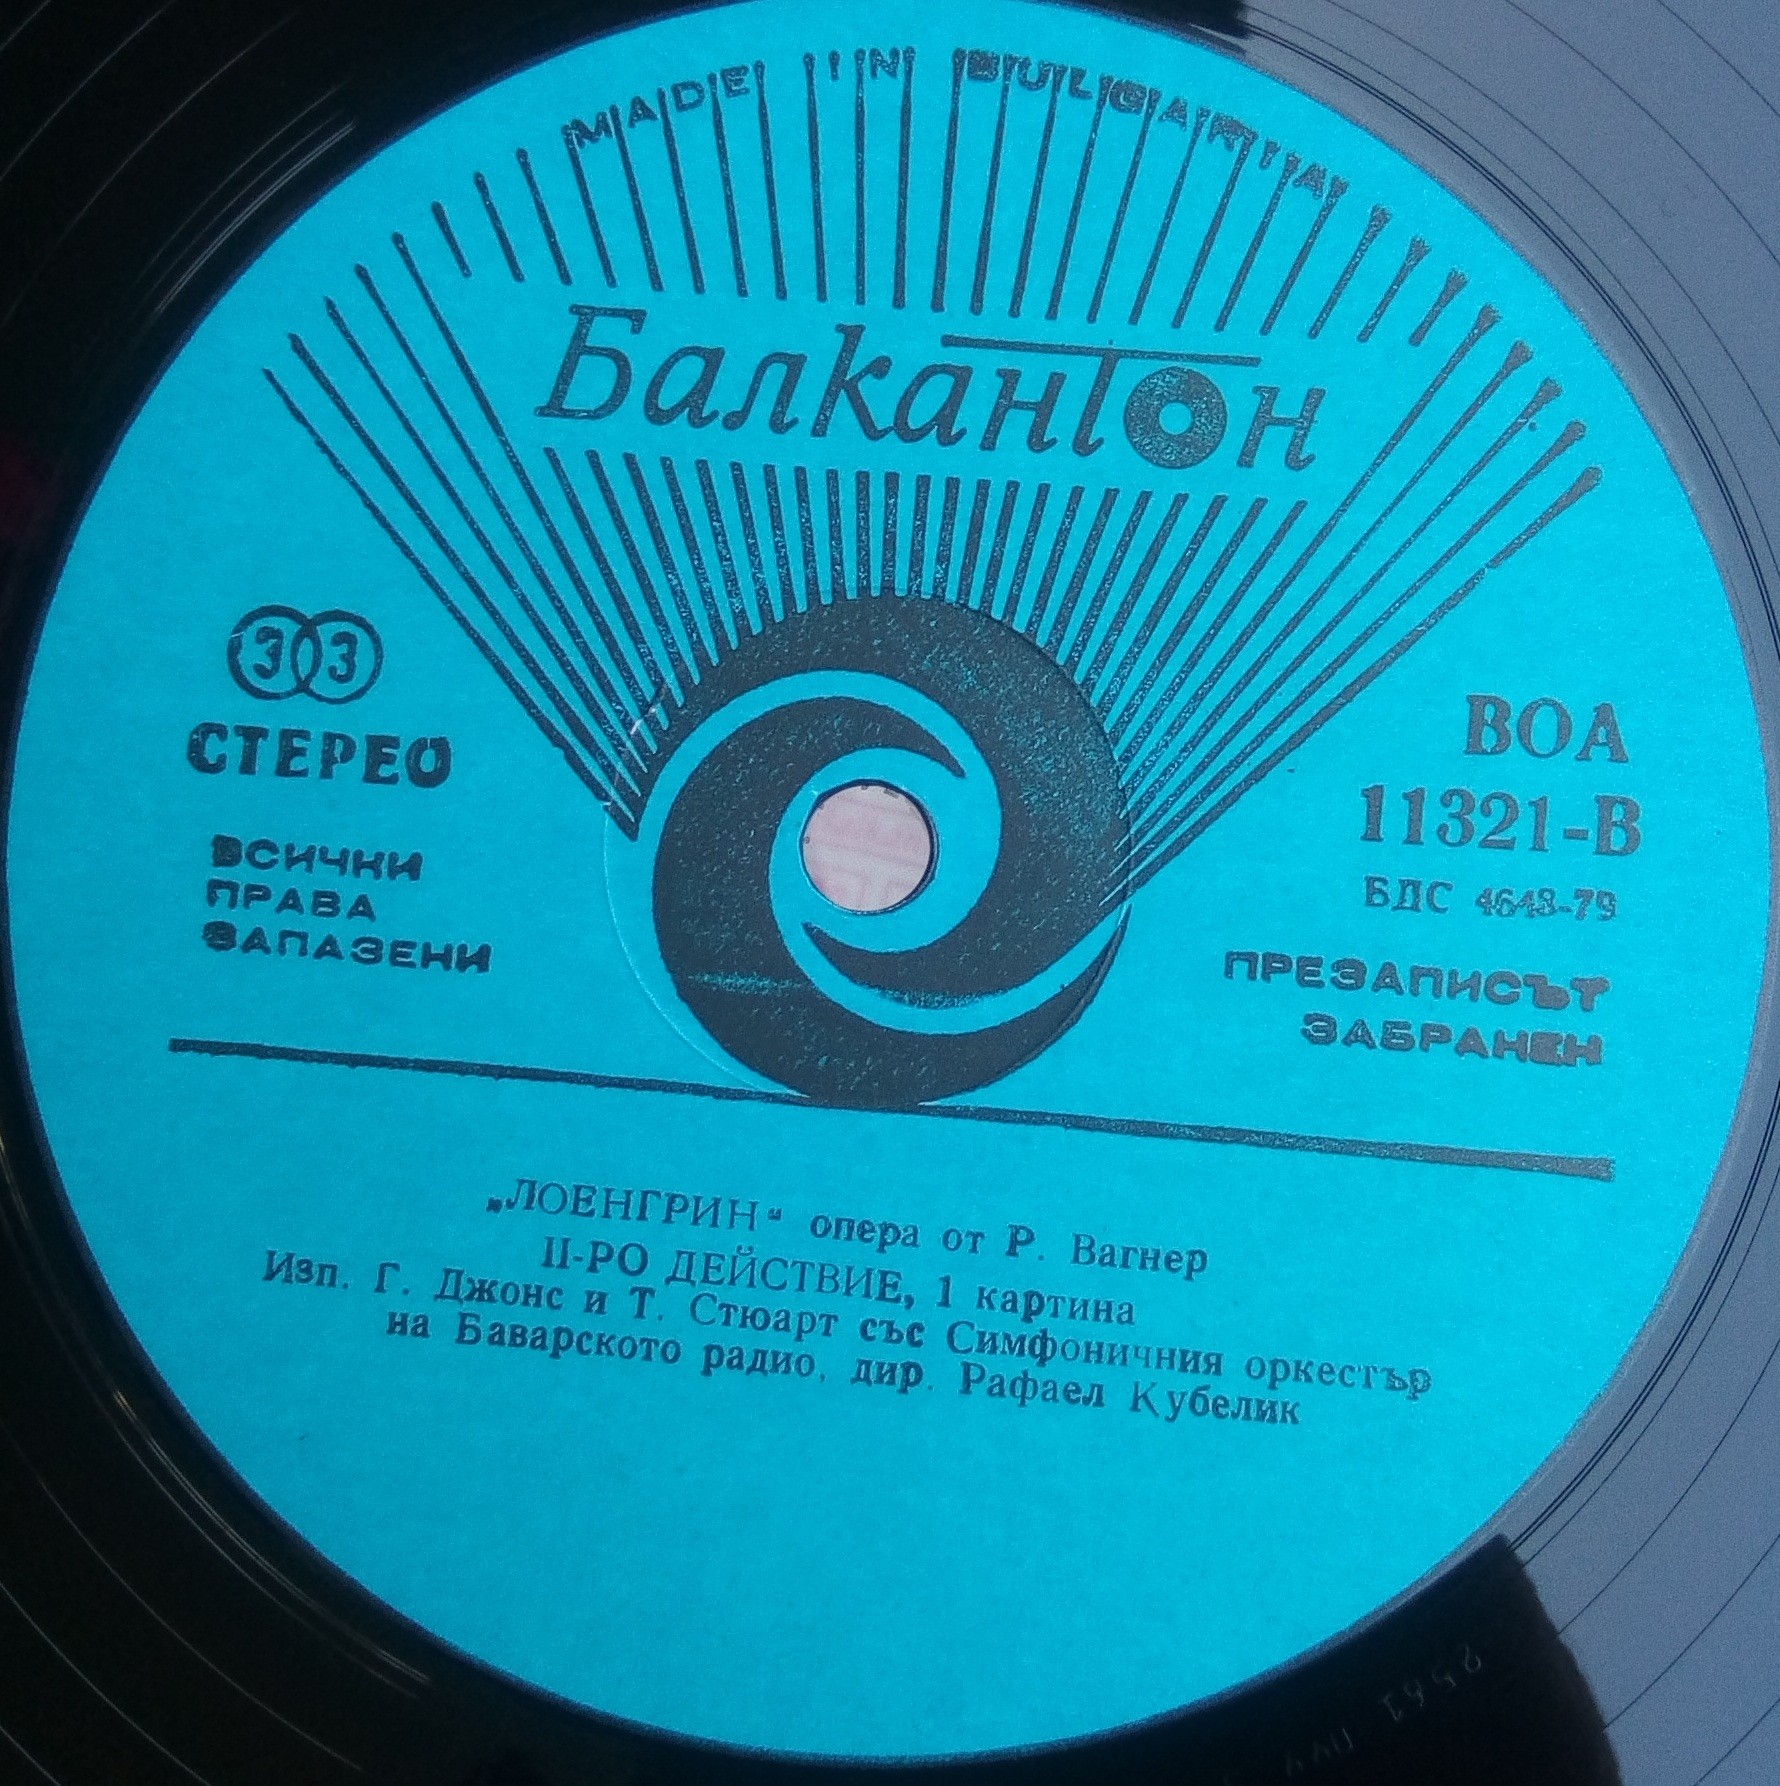 MADE IN BULGARIA
Балкантон
33
СТЕРЕО
ВСИЧКИ
ПРАВА
ЗАПАЗЕНИ
ВОА
11321-В
БДС 4643-79
ПРЕЗАПИСЪТ
ЗАБРАНЕН
„ЛОЕНГРИН“ опера от Р. Вагнер
II-РО ДЕЙСТВИЕ, 1 картина
Изп. Г. Джонс и Т. Стюарт със Симфоничния оркестър
на Баварското радио, дир. Рафаел Кубелик